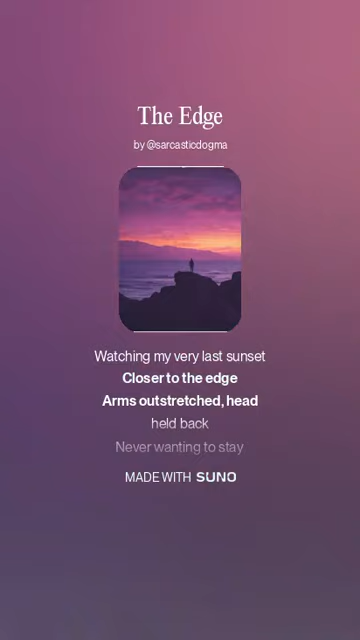 The Edge
by @sarcasticdogma
Watching my very last sunset
Closer to the edge
Arms outstretched, head
held back
Never wanting to stay
MADE WITH SUNO